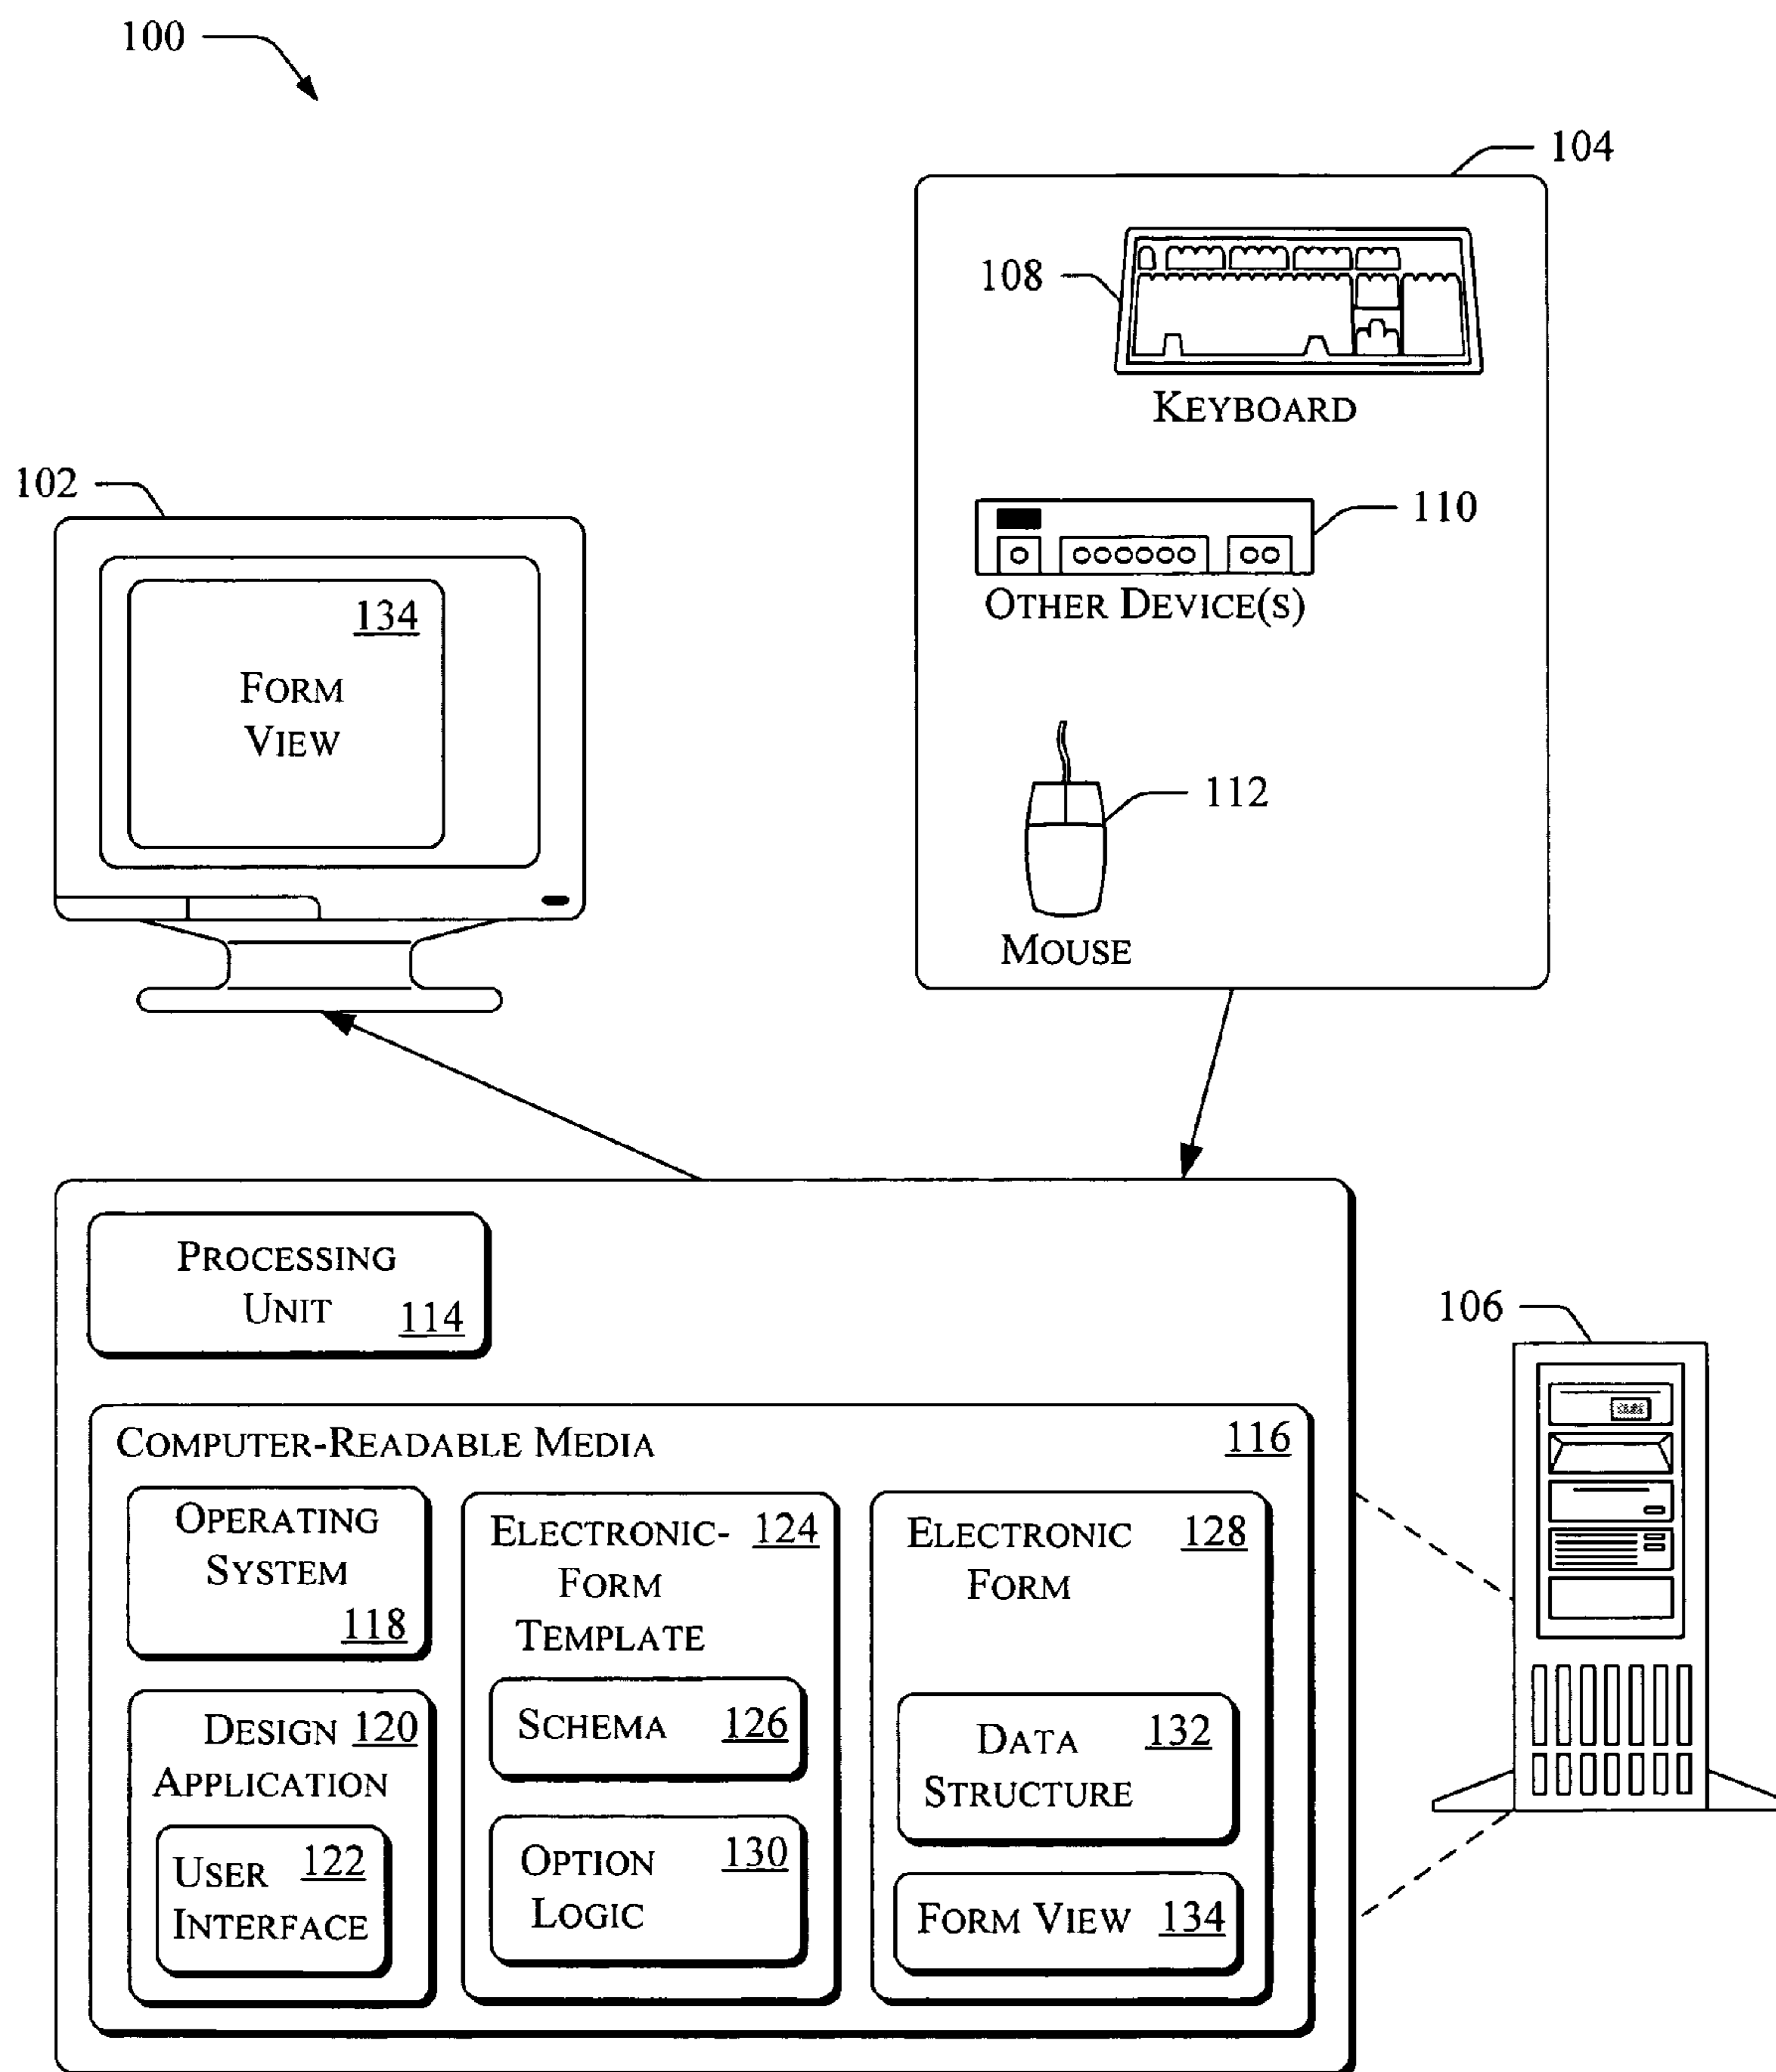 100
104
108
KEYBOARD
102
110
OTHER DEVICE(S)
134
FORM
VIEW
112
MOUSE
PROCESSING
UNIT 114
106
COMPUTER-READABLE MEDIA 116
OPERATING
SYSTEM
118
ELECTRONIC- 124
FORM
TEMPLATE
ELECTRONIC 128
FORM
DESIGN 120
APPLICATION
SCHEMA 126
DATA 132
STRUCTURE
USER 122
INTERFACE
OPTION 130
LOGIC
FORM VIEW 134